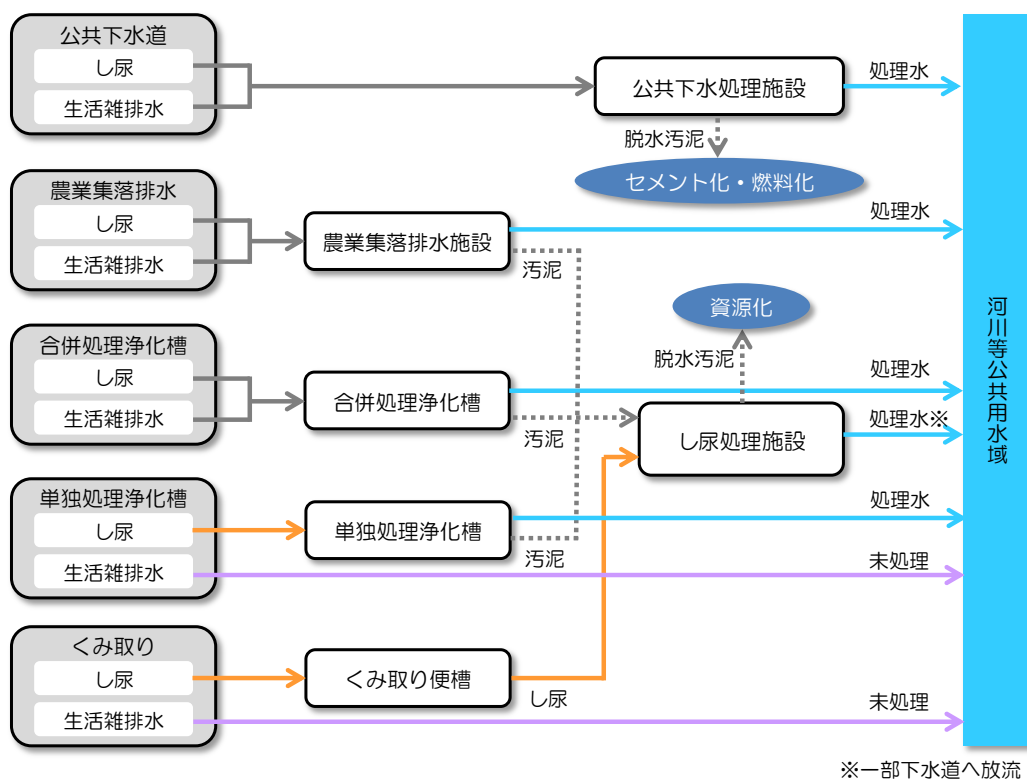 公共下水道
し尿
生活雑排水
公共下水処理施設
処理水
脱水汚泥
セメント化・燃料化
農業集落排水
し尿
生活雑排水
農業集落排水施設
処理水
汚泥
資源化
脱水汚泥
合併処理浄化槽
し尿
生活雑排水
合併処理浄化槽
処理水
汚泥
し尿処理施設
処理水※
単独処理浄化槽
し尿
生活雑排水
単独処理浄化槽
処理水
汚泥
未処理
くみ取り
し尿
生活雑排水
くみ取り便槽
し尿
未処理
河川等公共用水域
※一部下水道へ放流